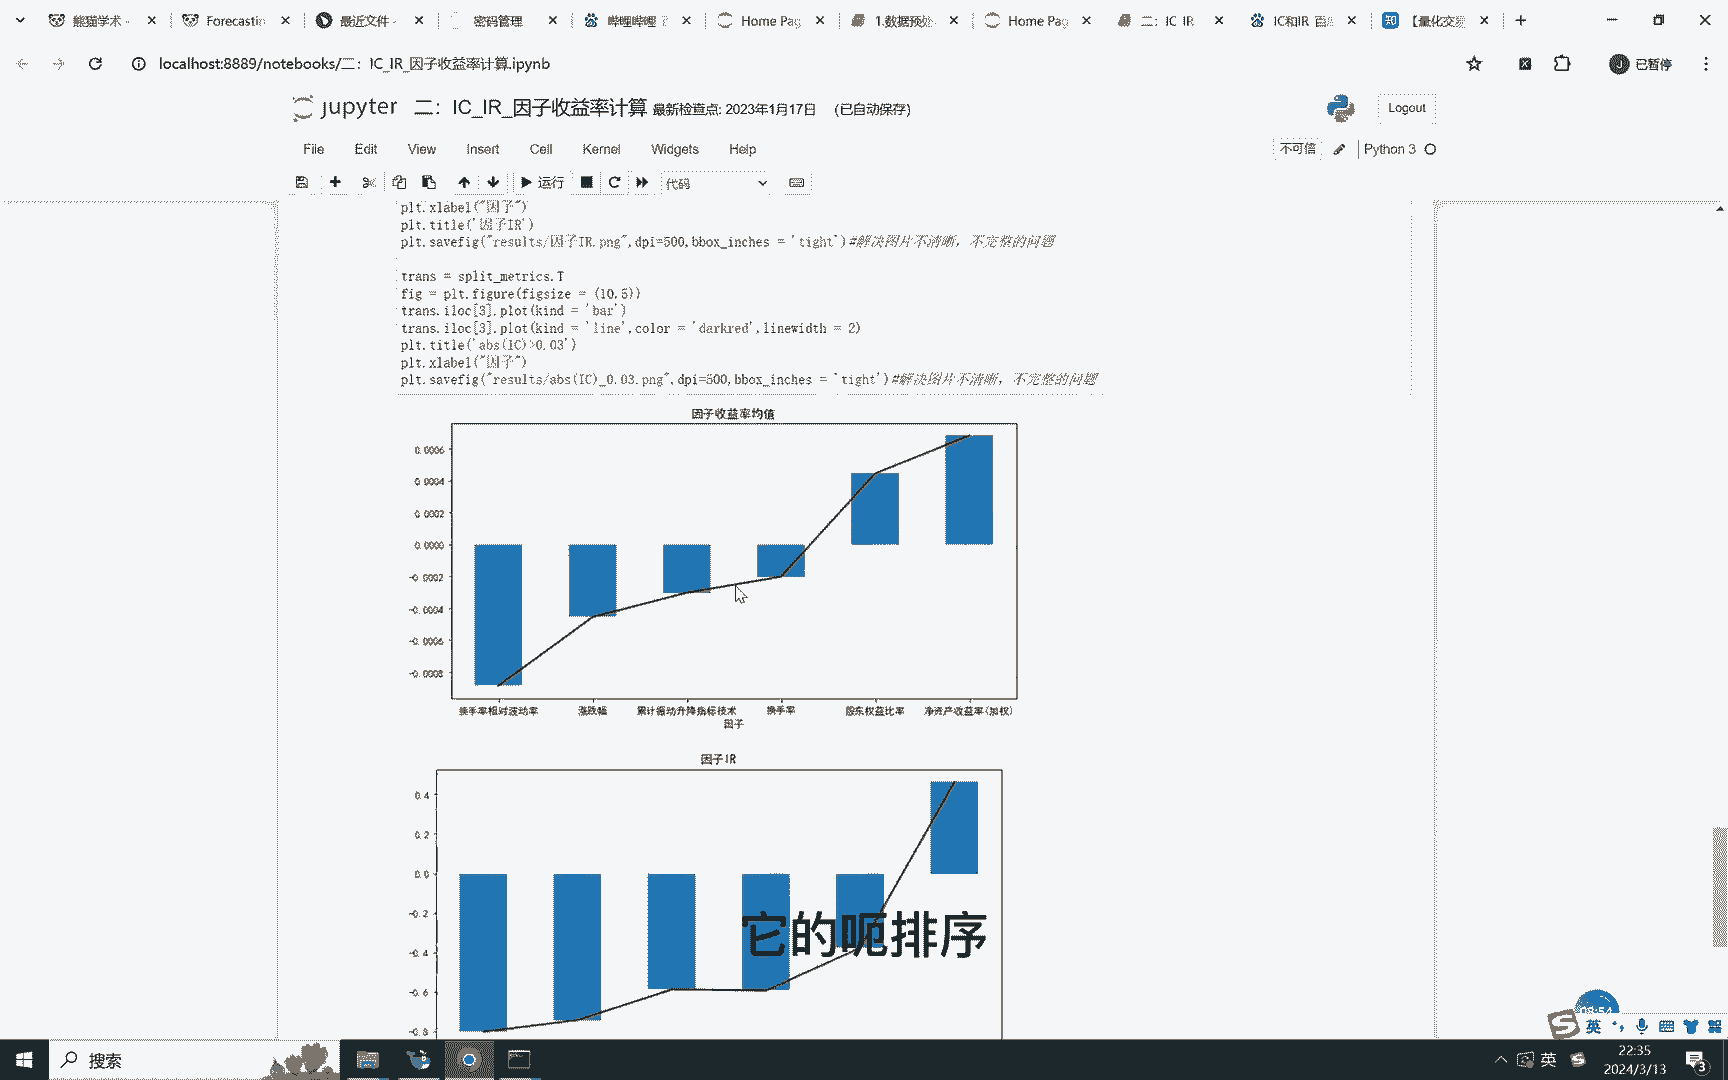 熊猫学术 -
Forecastin
最近文件 -
密码管理
哔哩哔哩
Home Pag
1.数据预处
Home Pag
二：IC_IR
IC和IR_百
【量化交易
localhost:8889/notebooks/二：IC_IR_因子收益率计算.ipynb
已暂停
jupyter 二：IC_IR_因子收益率计算 最新检查点: 2023年1月17日 (已自动保存)
Logout
File Edit View Insert Cell Kernel Widgets Help
不可信 Python 3
运行 代码
plt.xlabel("因子")
plt.title('因子IR')
plt.savefig("results/因子IR.png",dpi=500,bbox_inches = 'tight')#解决图片不清晰，不完整的问题
trans = split_metrics.T
fig = plt.figure(figsize = (10,5))
trans.iloc[3].plot(kind = 'bar')
trans.iloc[3].plot(kind = 'line',color = 'darkred',linewidth = 2)
plt.title('abs(IC)>0.03')
plt.xlabel("因子")
plt.savefig("results/abs(IC)_0.03.png",dpi=500,bbox_inches = 'tight')#解决图片不清晰，不完整的问题
因子收益率均值
0.0006
0.0004
0.0002
0.0000
-0.0002
-0.0004
-0.0006
-0.0008
换手率相对波动率 涨跌幅 累计振动升降指标技术 换手率 股东权益比率 净资产收益率(加权)
因子
因子IR
0.4
0.2
0.0
-0.2
-0.4
-0.6
-0.8
它的呃排序
英
搜索
英
22:35
2024/3/13
3